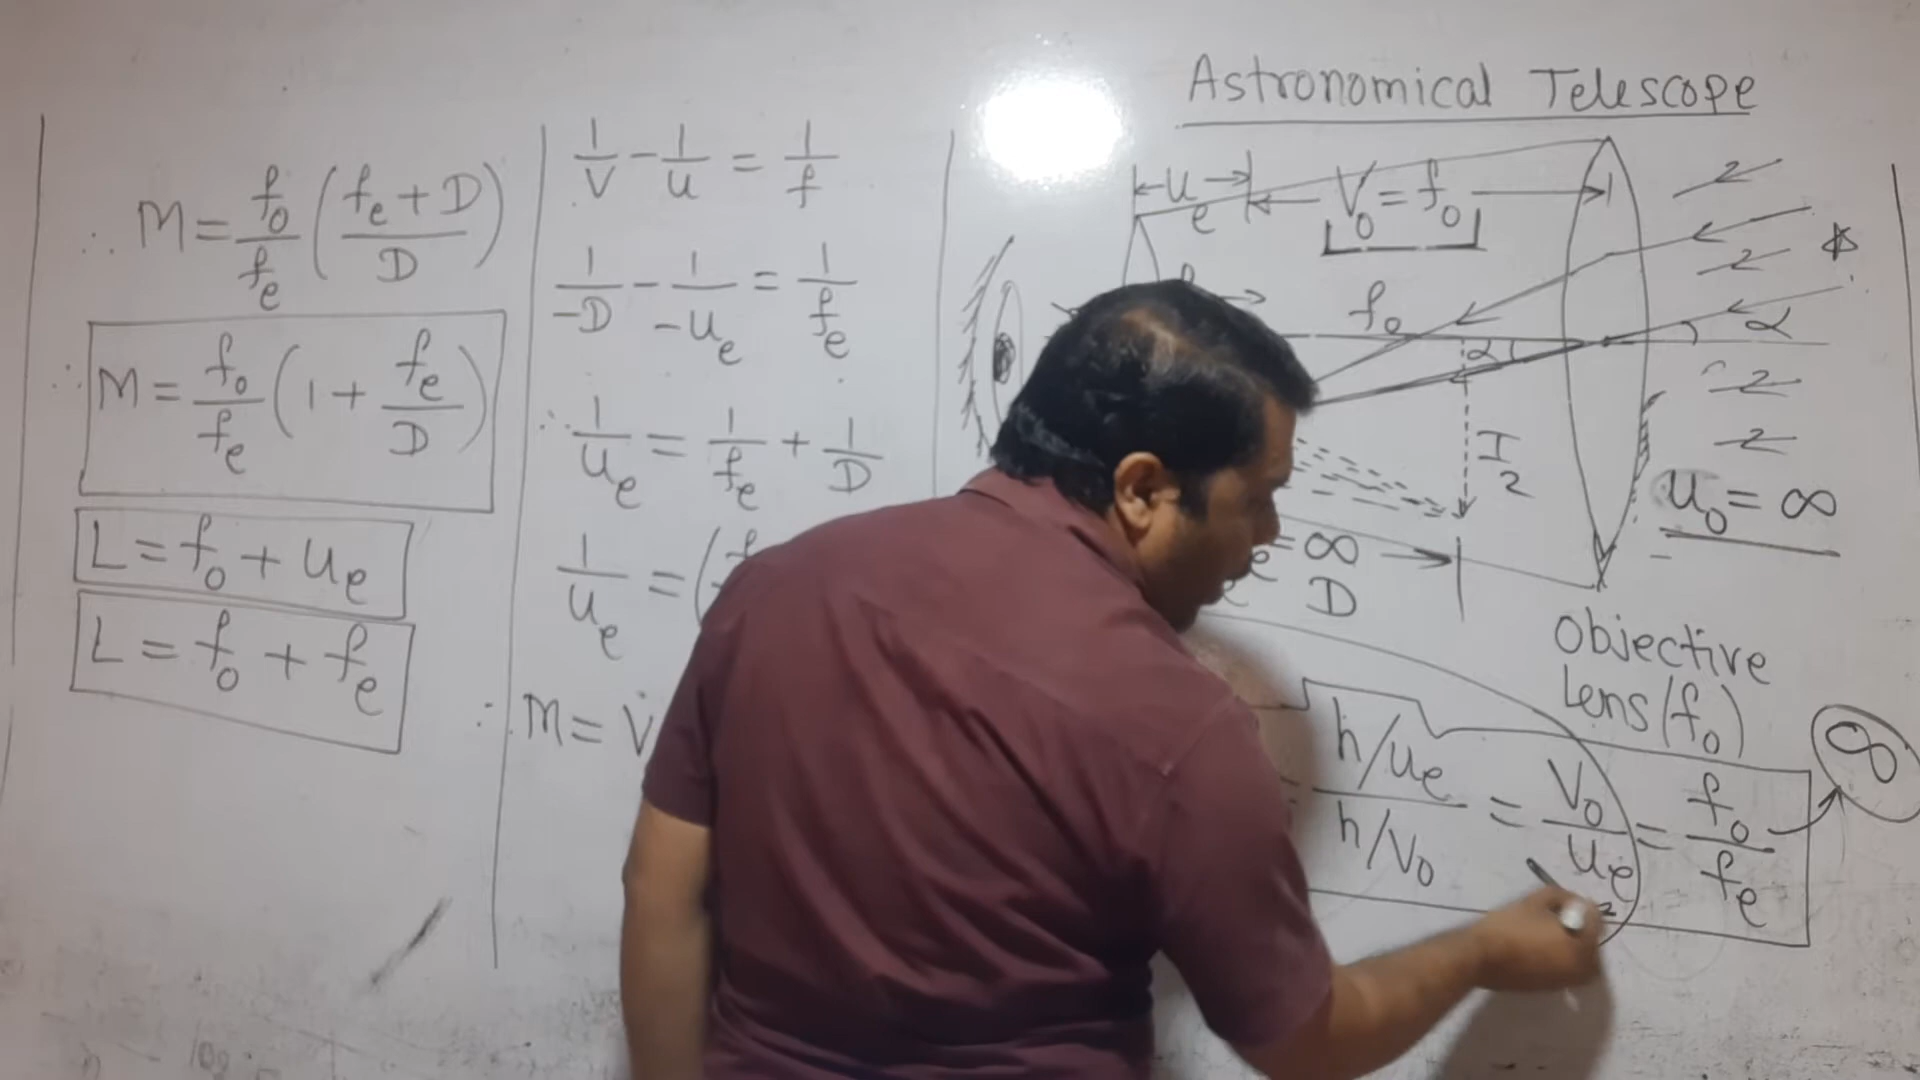 ∴ M = f₀/fₑ ((fₑ + D)/D)
∴ M = f₀/fₑ (1 + fₑ/D)
L = f₀ + uₑ
L = f₀ + fₑ
1/v - 1/u = 1/f
1/-D - 1/-uₑ = 1/fₑ
∴ 1/uₑ = 1/fₑ + 1/D
1/uₑ = (f
∴ M = V
Astronomical Telescope
uₑ V₀ = f₀
f₀ α α
I₂
u₀ = ∞
e = ∞
e = D
Objective
Lens (f₀)
= (h/uₑ)/(h/V₀) = V₀/uₑ = f₀/fₑ → ∞